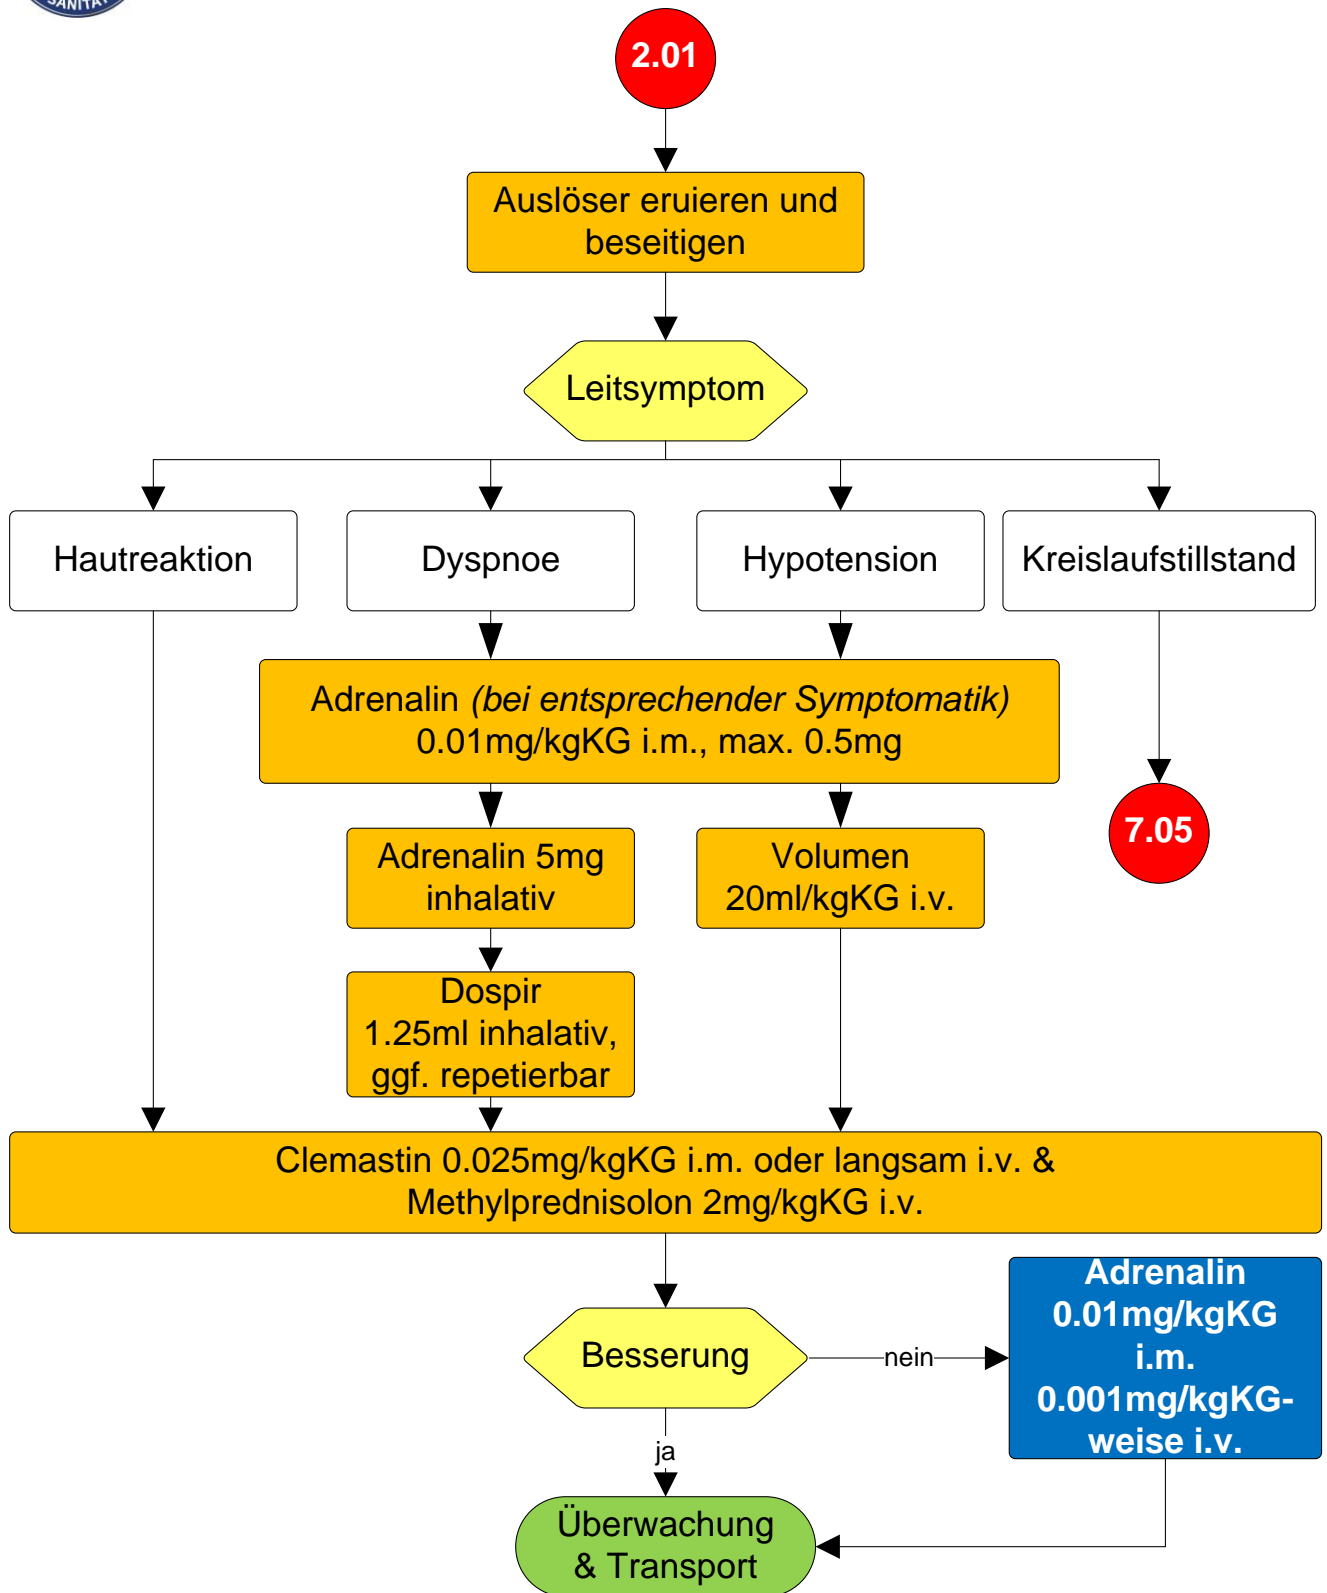 SANITÄT
2.01
Auslöser eruieren und
beseitigen
Leitsymptom
Hautreaktion
Dyspnoe
Hypotension
Kreislaufstillstand
Adrenalin (bei entsprechender Symptomatik)
0.01mg/kgKG i.m., max. 0.5mg
7.05
Adrenalin 5mg
inhalativ
Volumen
20ml/kgKG i.v.
Dospir
1.25ml inhalativ,
ggf. repetierbar
Clemastin 0.025mg/kgKG i.m. oder langsam i.v. &
Methylprednisolon 2mg/kgKG i.v.
Besserung
nein
Adrenalin
0.01mg/kgKG
i.m.
0.001mg/kgKG-
weise i.v.
ja
Überwachung
& Transport